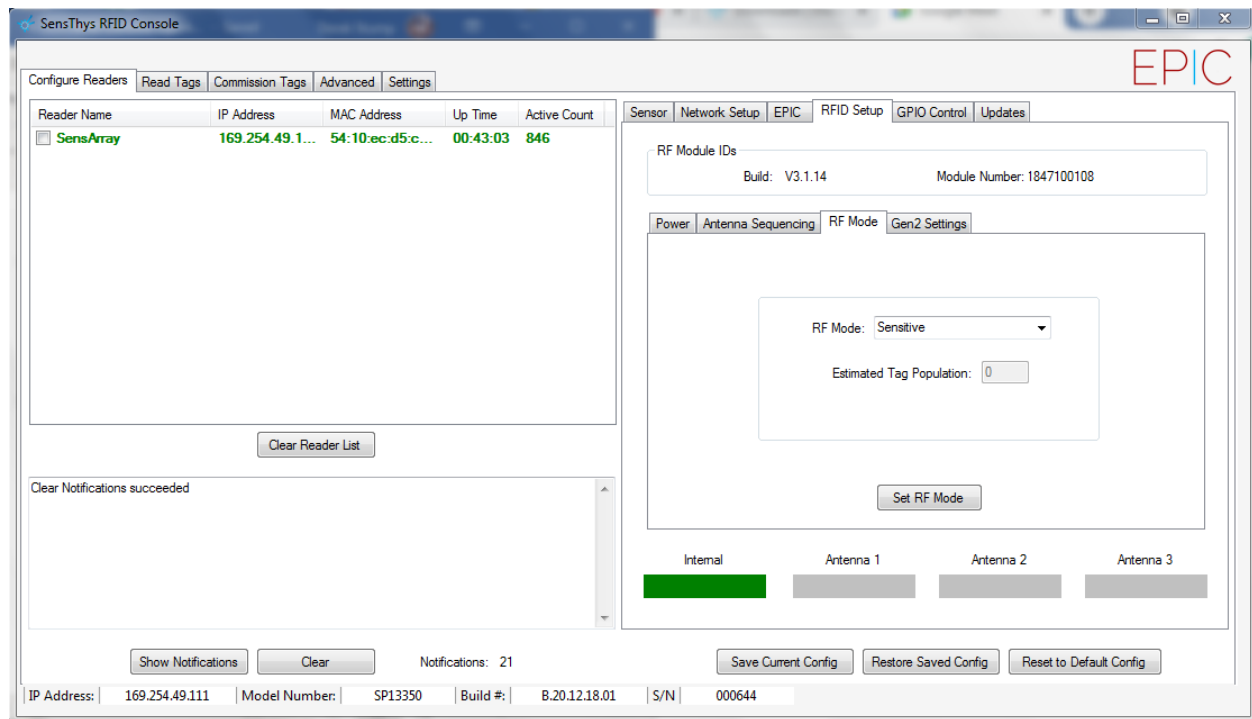 SensThys RFID Console
EPIC
Configure Readers Read Tags Commission Tags Advanced Settings
Reader Name IP Address MAC Address Up Time Active Count
SensArray 169.254.49.1... 54:10:ec:d5:c... 00:43:03 846
Clear Reader List
Clear Notifications succeeded
Show Notifications Clear Notifications: 21
Sensor Network Setup EPIC RFID Setup GPIO Control Updates
RF Module IDs
Build: V3.1.14 Module Number: 1847100108
Power Antenna Sequencing RF Mode Gen2 Settings
RF Mode: Sensitive
Estimated Tag Population: 0
Set RF Mode
Internal Antenna 1 Antenna 2 Antenna 3
Save Current Config Restore Saved Config Reset to Default Config
IP Address: 169.254.49.111 Model Number: SP13350 Build #: B.20.12.18.01 S/N 000644